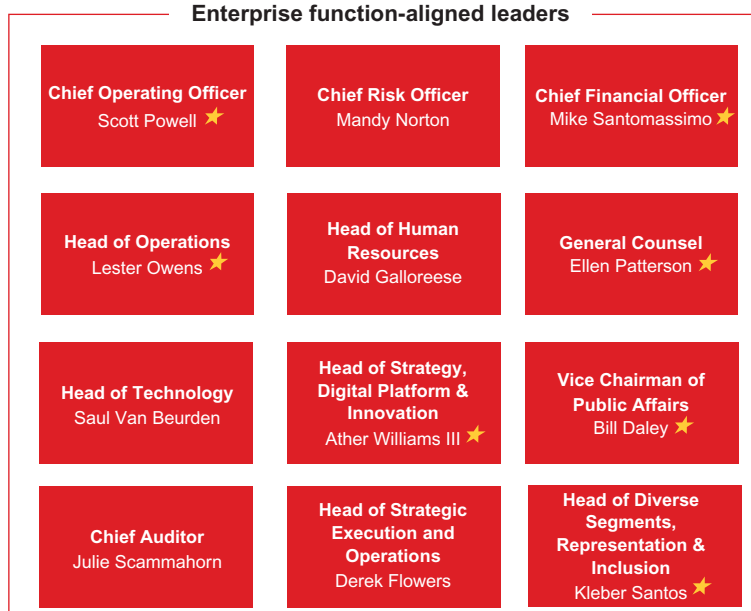 Enterprise function-aligned leaders
Chief Operating Officer
Scott Powell
Chief Risk Officer
Mandy Norton
Chief Financial Officer
Mike Santomassimo
Head of Operations
Lester Owens
Head of Human
Resources
David Galloreese
General Counsel
Ellen Patterson
Head of Technology
Saul Van Beurden
Head of Strategy,
Digital Platform &
Innovation
Ather Williams III
Vice Chairman of
Public Affairs
Bill Daley
Chief Auditor
Julie Scammahorn
Head of Strategic
Execution and
Operations
Derek Flowers
Head of Diverse
Segments,
Representation &
Inclusion
Kleber Santos